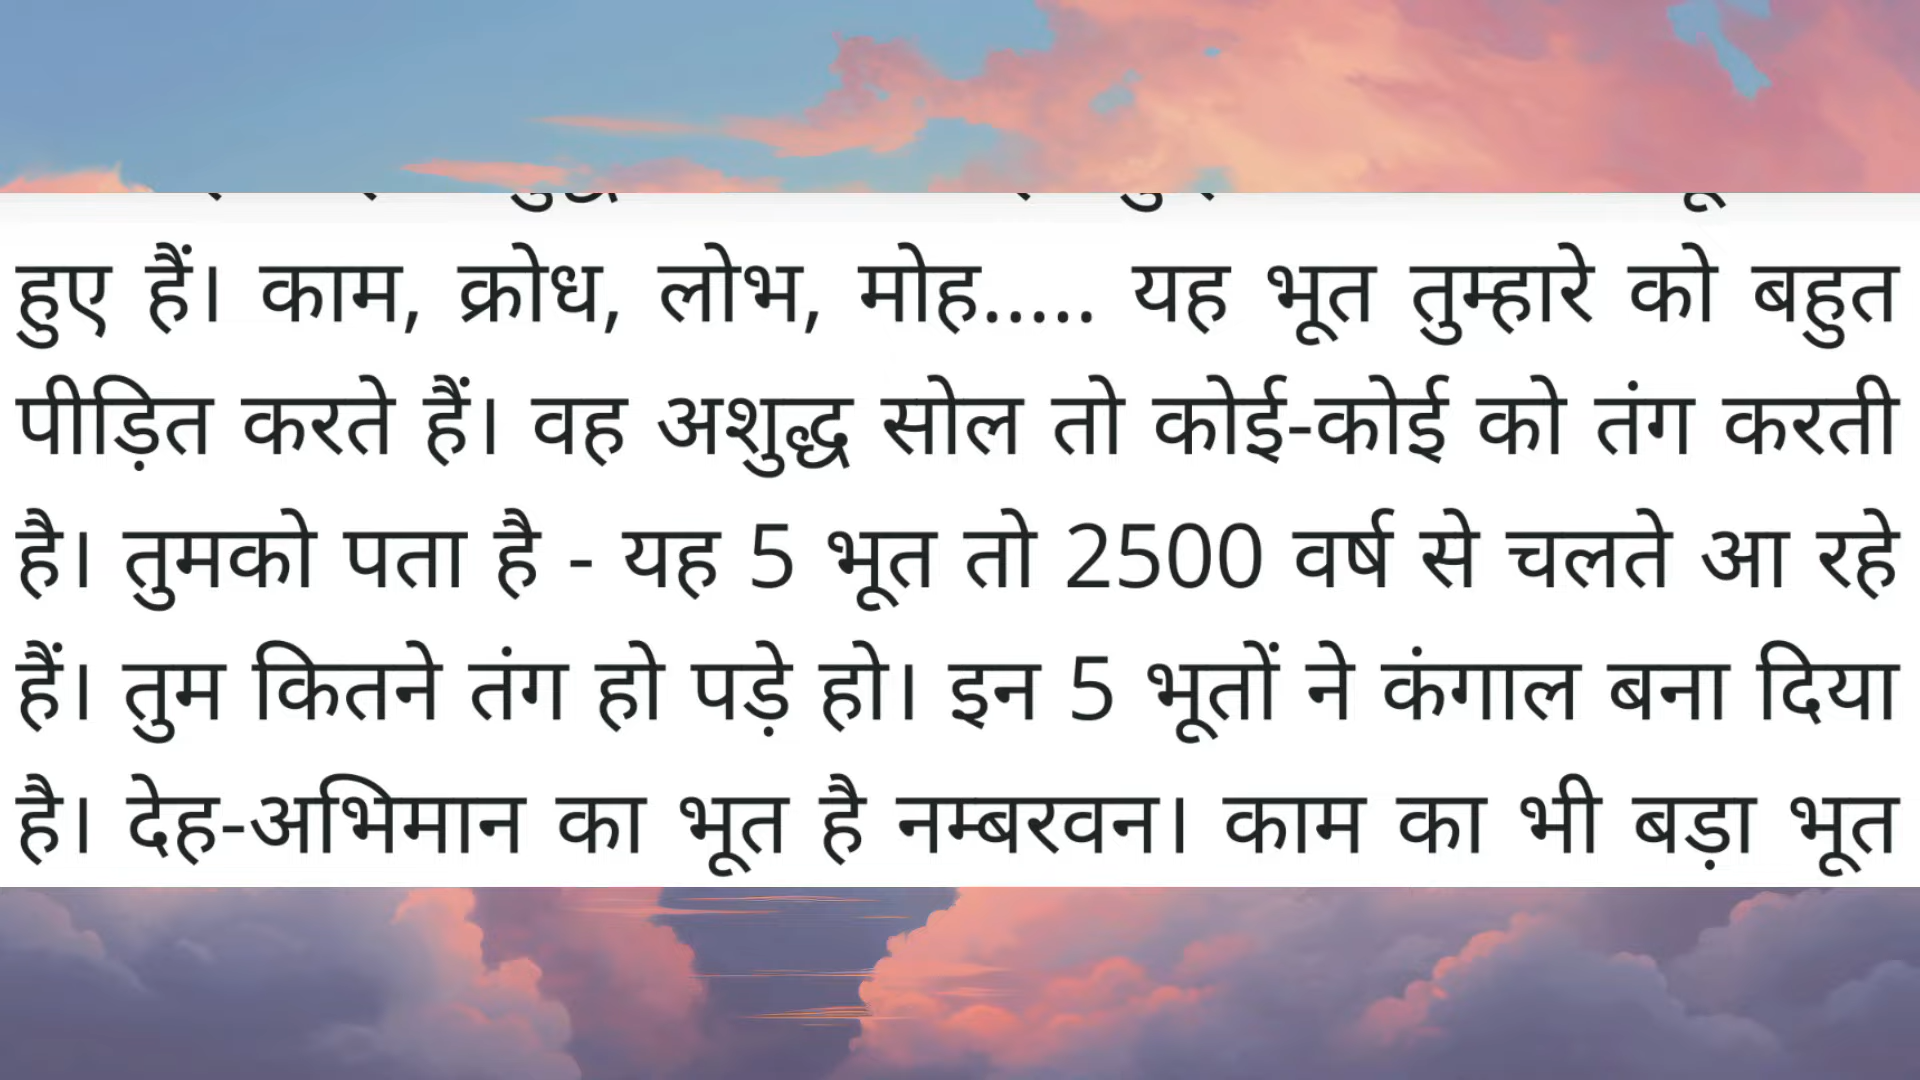 हुए हैं। काम, क्रोध, लोभ, मोह..... यह भूत तुम्हारे को बहुत
पीड़ित करते हैं। वह अशुद्ध सोल तो कोई-कोई को तंग करती
है। तुमको पता है - यह 5 भूत तो 2500 वर्ष से चलते आ रहे
हैं। तुम कितने तंग हो पड़े हो। इन 5 भूतों ने कंगाल बना दिया
है। देह-अभिमान का भूत है नम्बरवन। काम का भी बड़ा भूत